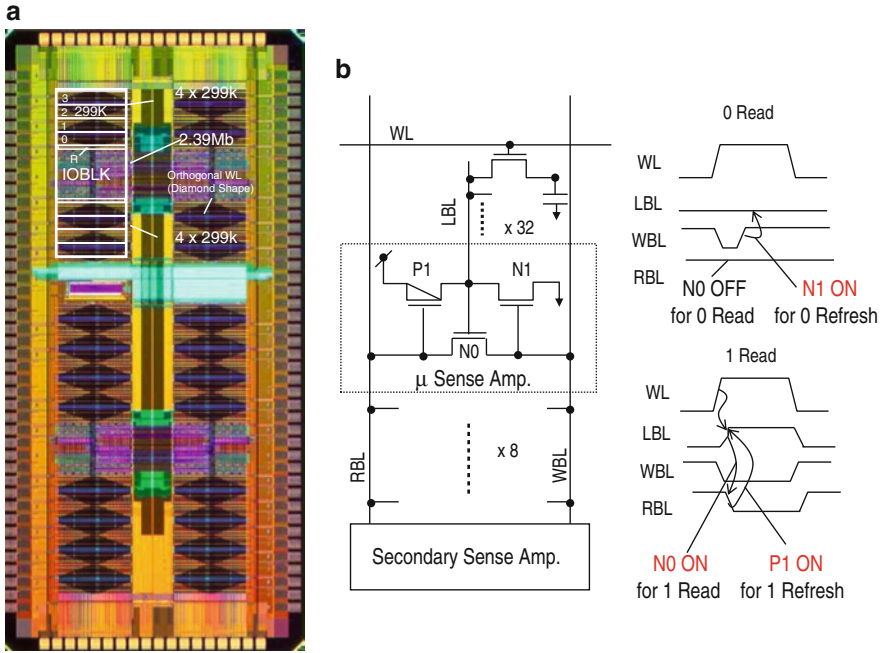 a
3
4 x 299k
2 299K
1
0
2.39Mb
R
IOBLK
Orthogonal WL
(Diamond Shape)
4 x 299k
b
WL
LBL
x 32
P1
N1
N0
μ Sense Amp.
RBL
x 8
WBL
Secondary Sense Amp.
0 Read
WL
LBL
WBL
RBL
N0 OFF
for 0 Read
N1 ON
for 0 Refresh
1 Read
WL
LBL
WBL
RBL
N0 ON
for 1 Read
P1 ON
for 1 Refresh